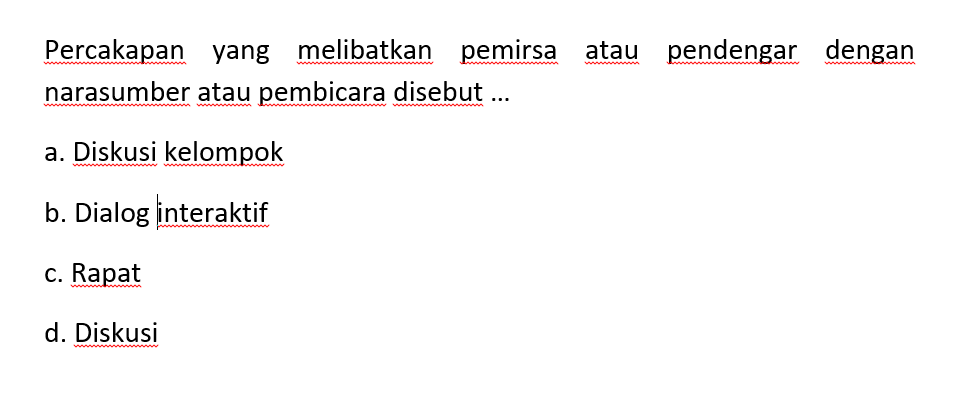 Percakapan yang melibatkan pemirsa atau pendengar dengan
narasumber atau pembicara disebut ...
a. Diskusi kelompok
b. Dialog interaktif
c. Rapat
d. Diskusi